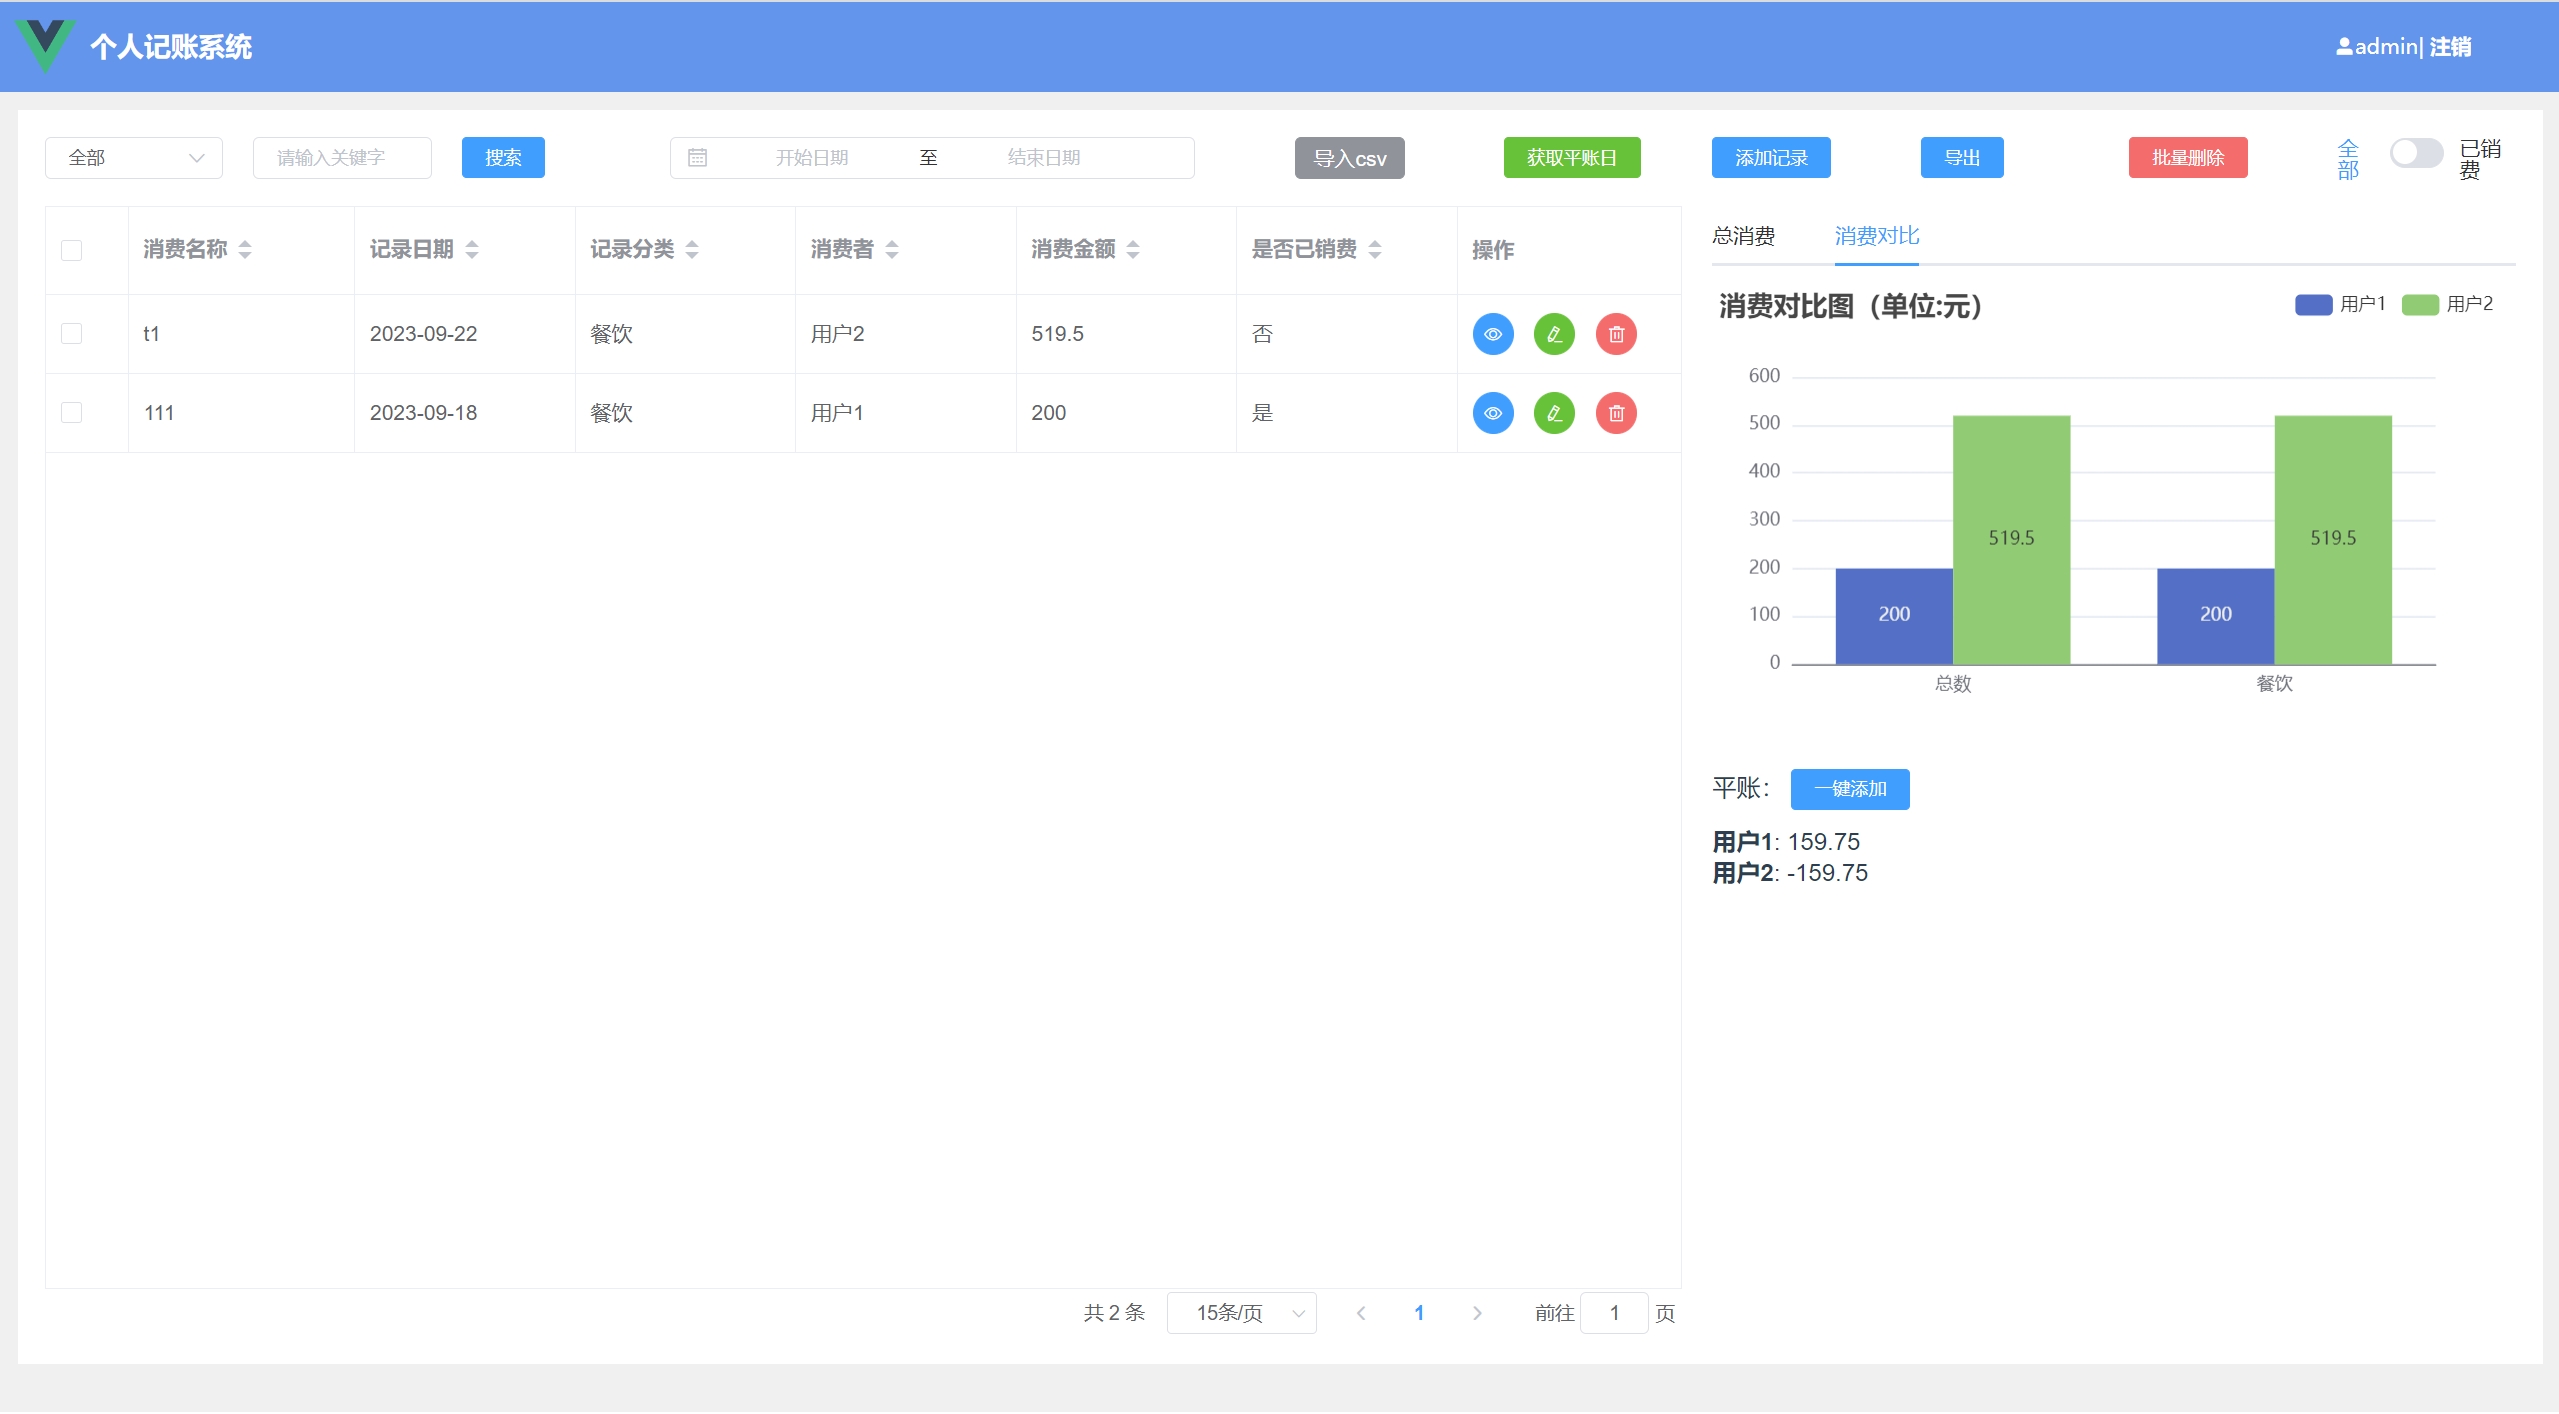 个人记账系统
admin| 注销
全部 请输入关键字 搜索 开始日期 至 结束日期 导入csv 获取平账日 添加记录 导出 批量删除 全部 已销费
消费名称 记录日期 记录分类 消费者 消费金额 是否已销费 操作
t1 2023-09-22 餐饮 用户2 519.5 否
111 2023-09-18 餐饮 用户1 200 是
共 2 条 15条/页 1 前往 1 页
总消费 消费对比
消费对比图（单位:元） 用户1 用户2
600
500
400
300
200
100
0
200 519.5 200 519.5
总数 餐饮
平账： 一键添加
用户1: 159.75
用户2: -159.75